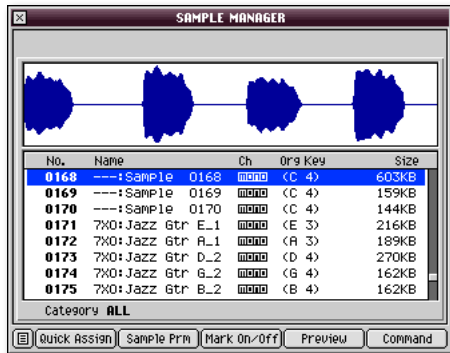 SAMPLE MANAGER
No. Name Ch Org Key Size
0168 ---:Sample 0168 mono (C 4) 603KB
0169 ---:Sample 0169 mono (C 4) 159KB
0170 ---:Sample 0170 mono (C 4) 144KB
0171 7X0:Jazz Gtr E_1 mono (E 3) 216KB
0172 7X0:Jazz Gtr A_1 mono (A 3) 189KB
0173 7X0:Jazz Gtr D_2 mono (D 4) 270KB
0174 7X0:Jazz Gtr G_2 mono (G 4) 162KB
0175 7X0:Jazz Gtr B_2 mono (B 4) 162KB
Category ALL
Quick Assign Sample Prm Mark On/Off Preview Command